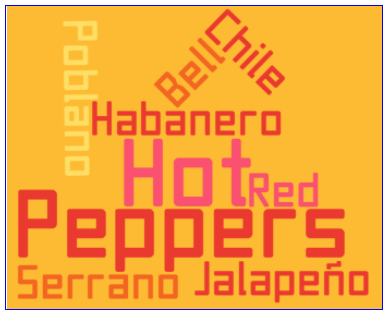 Poblano
Bell
Chile
Habanero
Hot
Red
Peppers
Serrano
Jalapeño